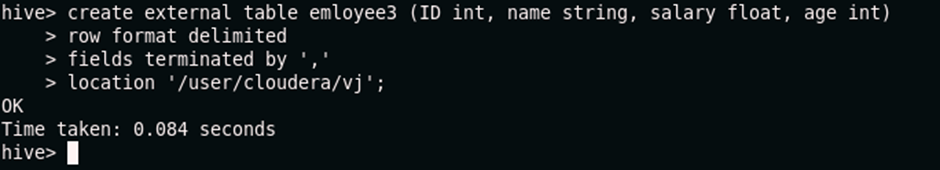 hive> create external table emloyee3 (ID int, name string, salary float, age int)
    > row format delimited
    > fields terminated by ','
    > location '/user/cloudera/vj';
OK
Time taken: 0.084 seconds
hive>